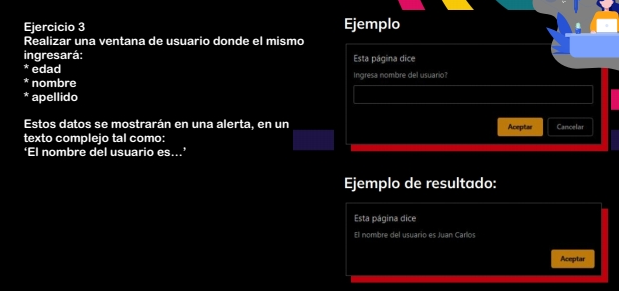 Ejercicio 3
Realizar una ventana de usuario donde el mismo
ingresará:
* edad
* nombre
* apellido
Estos datos se mostrarán en una alerta, en un
texto complejo tal como:
‘El nombre del usuario es...’
Ejemplo
Esta página dice
Ingresa nombre del usuario?
Aceptar
Cancelar
Ejemplo de resultado:
Esta página dice
El nombre del usuario es Juan Carlos
Aceptar